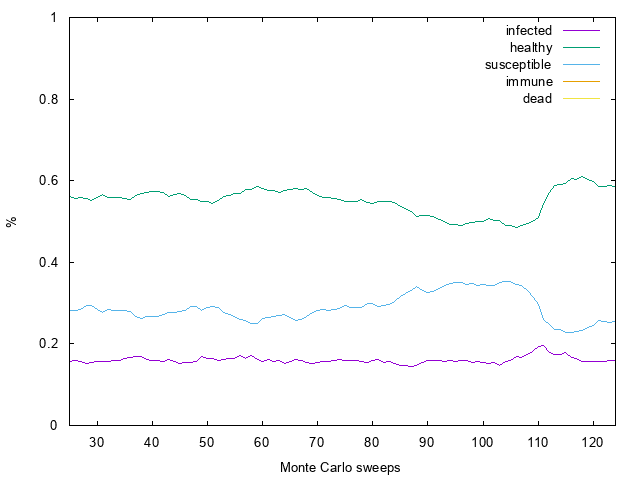 1
0.8
0.6
0.4
0.2
0
%
infected
healthy
susceptible
immune
dead
30 40 50 60 70 80 90 100 110 120
Monte Carlo sweeps